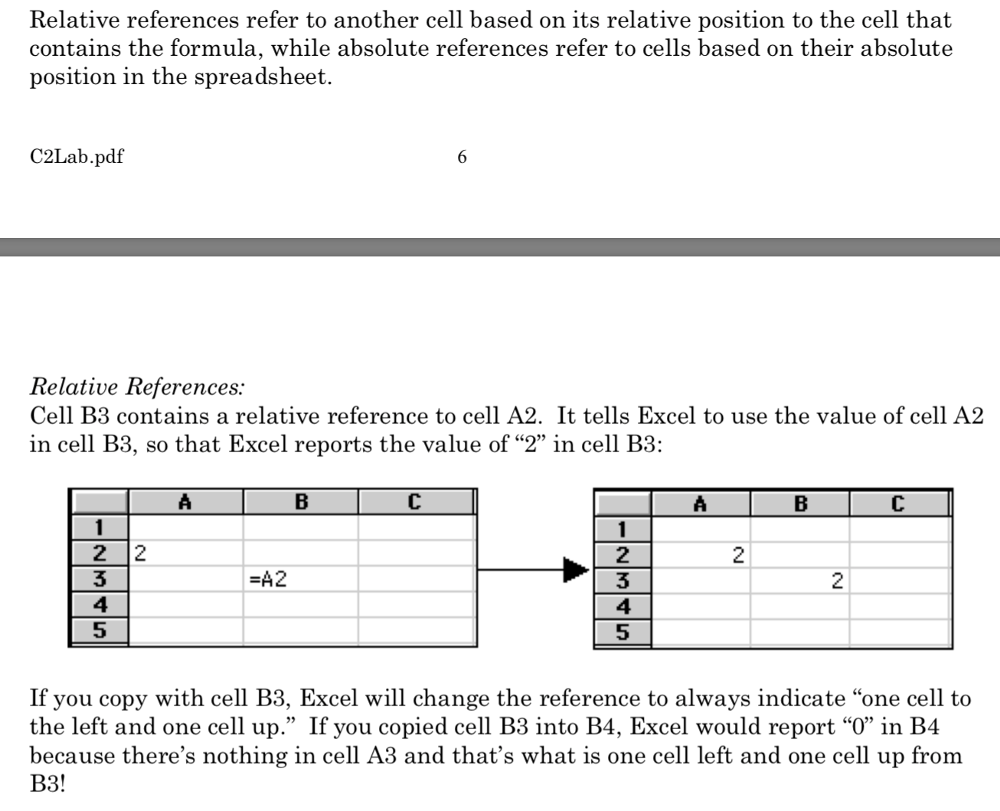 Relative references refer to another cell based on its relative position to the cell that
contains the formula, while absolute references refer to cells based on their absolute
position in the spreadsheet.
C2Lab.pdf 6
Relative References:
Cell B3 contains a relative reference to cell A2.  It tells Excel to use the value of cell A2
in cell B3, so that Excel reports the value of “2” in cell B3:
A B C
1
2 2
3 =A2
4
5
A B C
1
2 2
3 2
4
5
If you copy with cell B3, Excel will change the reference to always indicate “one cell to
the left and one cell up.”  If you copied cell B3 into B4, Excel would report “0” in B4
because there’s nothing in cell A3 and that’s what is one cell left and one cell up from
B3!